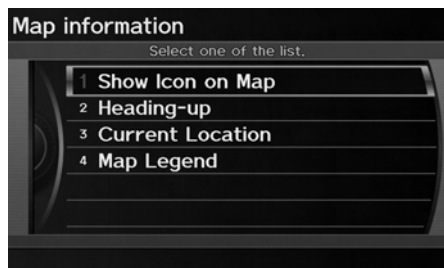 Map information
Select one of the list.
1 Show Icon on Map
2 Heading-up
3 Current Location
4 Map Legend